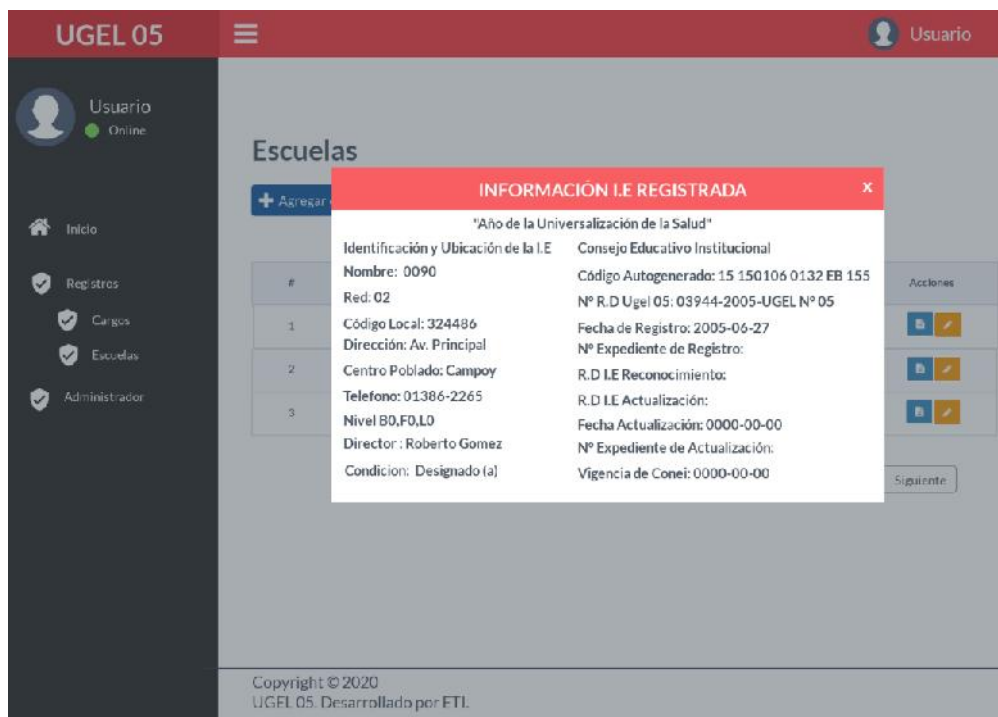 UGEL 05
Usuario
Usuario
Online
Inicio
Registros
Cargos
Escuelas
Administrador
Escuelas
Agregar
#
Acciones
1
2
3
Siguiente
INFORMACIÓN I.E REGISTRADA
x
"Año de la Universalización de la Salud"
Identificación y Ubicación de la I.E
Nombre: 0090
Red: 02
Código Local: 324486
Dirección: Av. Principal
Centro Poblado: Campoy
Telefono: 01386-2265
Nivel B0,F0,L0
Director : Roberto Gomez
Condicion: Designado (a)
Consejo Educativo Institucional
Código Autogenerado: 15 150106 0132 EB 155
Nº R.D Ugel 05: 03944-2005-UGEL Nº 05
Fecha de Registro: 2005-06-27
Nº Expediente de Registro:
R.D I.E Reconocimiento:
R.D I.E Actualización:
Fecha Actualización: 0000-00-00
Nº Expediente de Actualización:
Vigencia de Conei: 0000-00-00
Copyright © 2020
UGEL 05. Desarrollado por ETI.